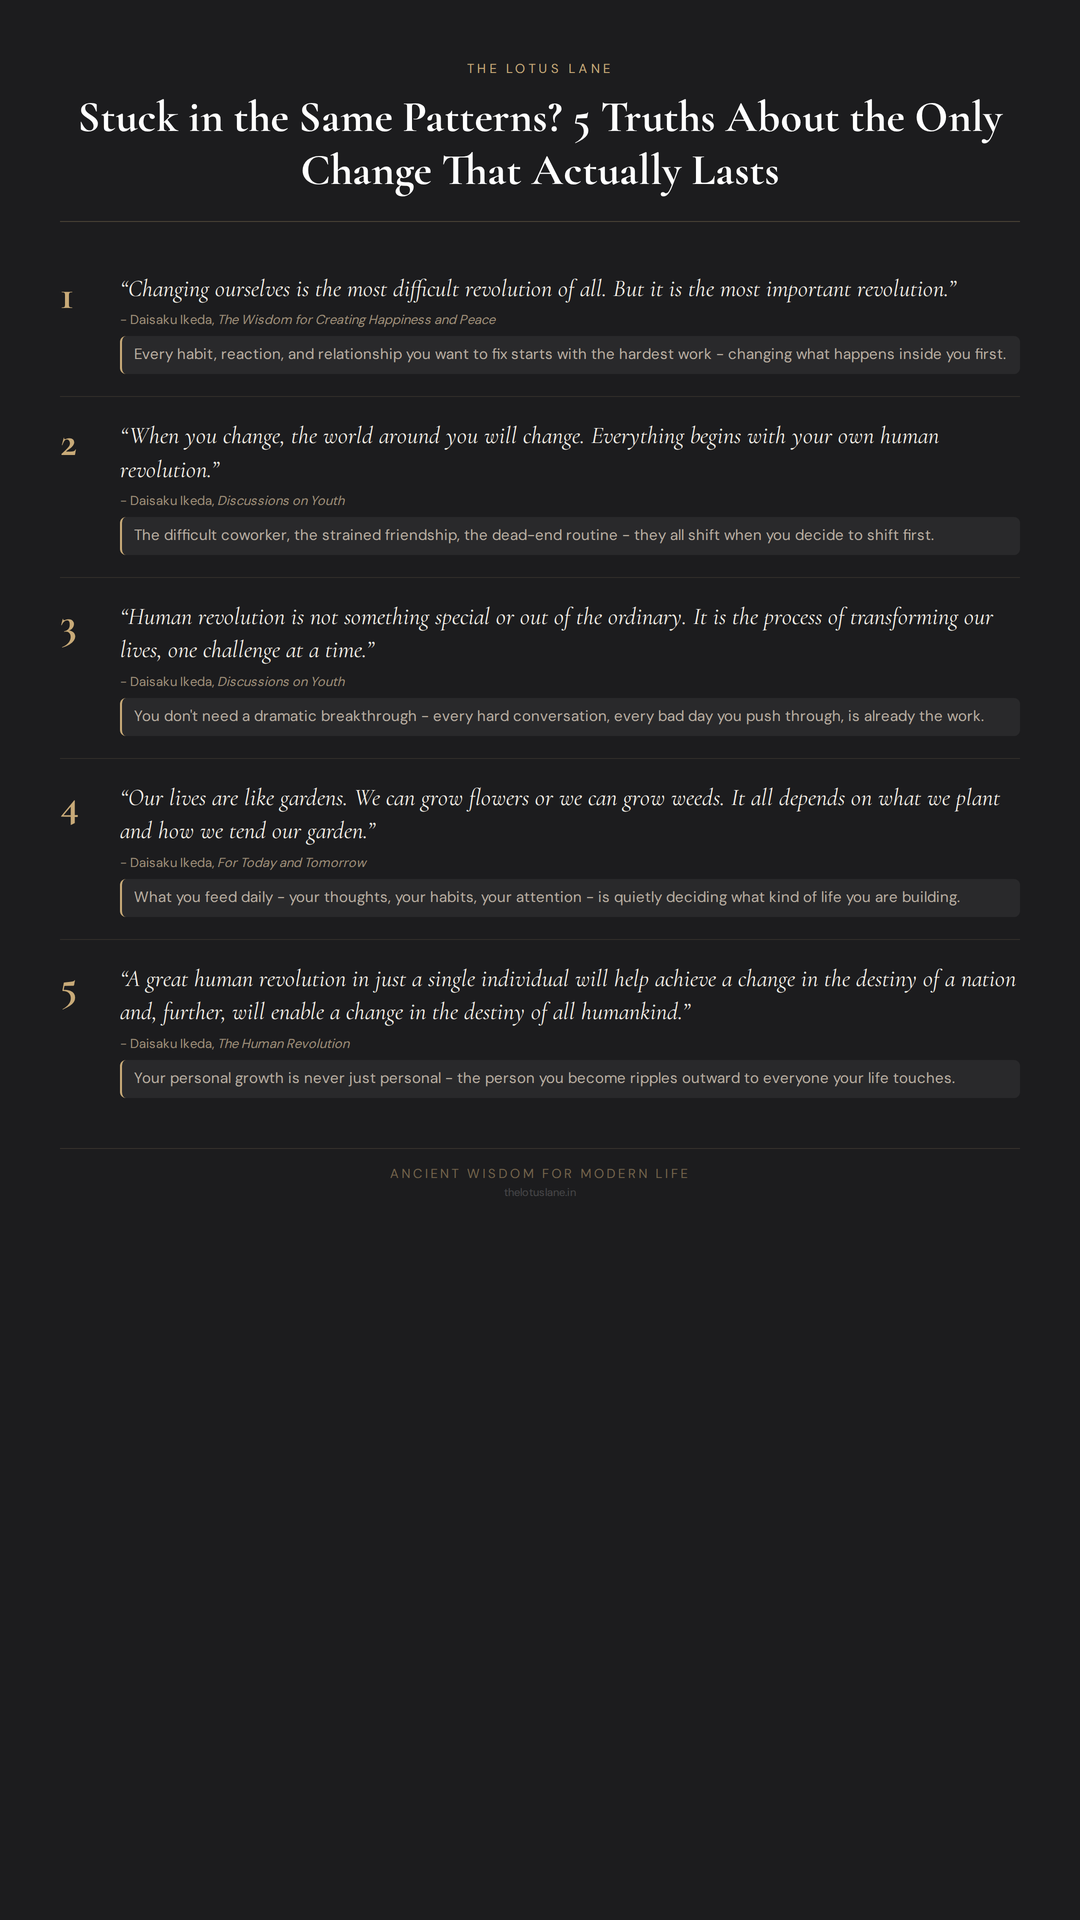 THE LOTUS LANE
Stuck in the Same Patterns? 5 Truths About the Only
Change That Actually Lasts
1
“Changing ourselves is the most difficult revolution of all. But it is the most important revolution.”
– Daisaku Ikeda, The Wisdom for Creating Happiness and Peace
Every habit, reaction, and relationship you want to fix starts with the hardest work – changing what happens inside you first.
2
“When you change, the world around you will change. Everything begins with your own human
revolution.”
– Daisaku Ikeda, Discussions on Youth
The difficult coworker, the strained friendship, the dead-end routine – they all shift when you decide to shift first.
3
“Human revolution is not something special or out of the ordinary. It is the process of transforming our
lives, one challenge at a time.”
– Daisaku Ikeda, Discussions on Youth
You don't need a dramatic breakthrough – every hard conversation, every bad day you push through, is already the work.
4
“Our lives are like gardens. We can grow flowers or we can grow weeds. It all depends on what we plant
and how we tend our garden.”
– Daisaku Ikeda, For Today and Tomorrow
What you feed daily – your thoughts, your habits, your attention – is quietly deciding what kind of life you are building.
5
“A great human revolution in just a single individual will help achieve a change in the destiny of a nation
and, further, will enable a change in the destiny of all humankind.”
– Daisaku Ikeda, The Human Revolution
Your personal growth is never just personal – the person you become ripples outward to everyone your life touches.
ANCIENT WISDOM FOR MODERN LIFE
thelotuslane.in